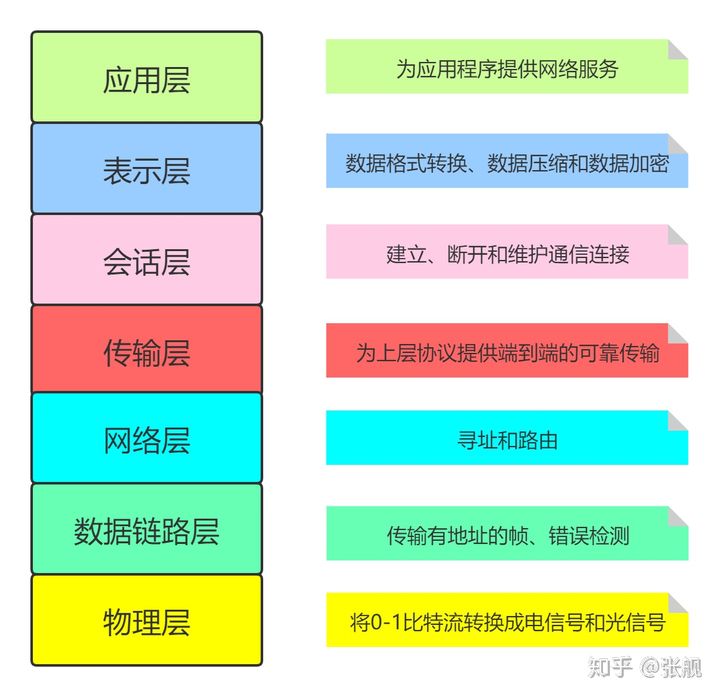 应用层
为应用程序提供网络服务
表示层
数据格式转换、数据压缩和数据加密
会话层
建立、断开和维护通信连接
传输层
为上层协议提供端到端的可靠传输
网络层
寻址和路由
数据链路层
传输有地址的帧、错误检测
物理层
将0-1比特流转换成电信号和光信号
知乎 @张舰